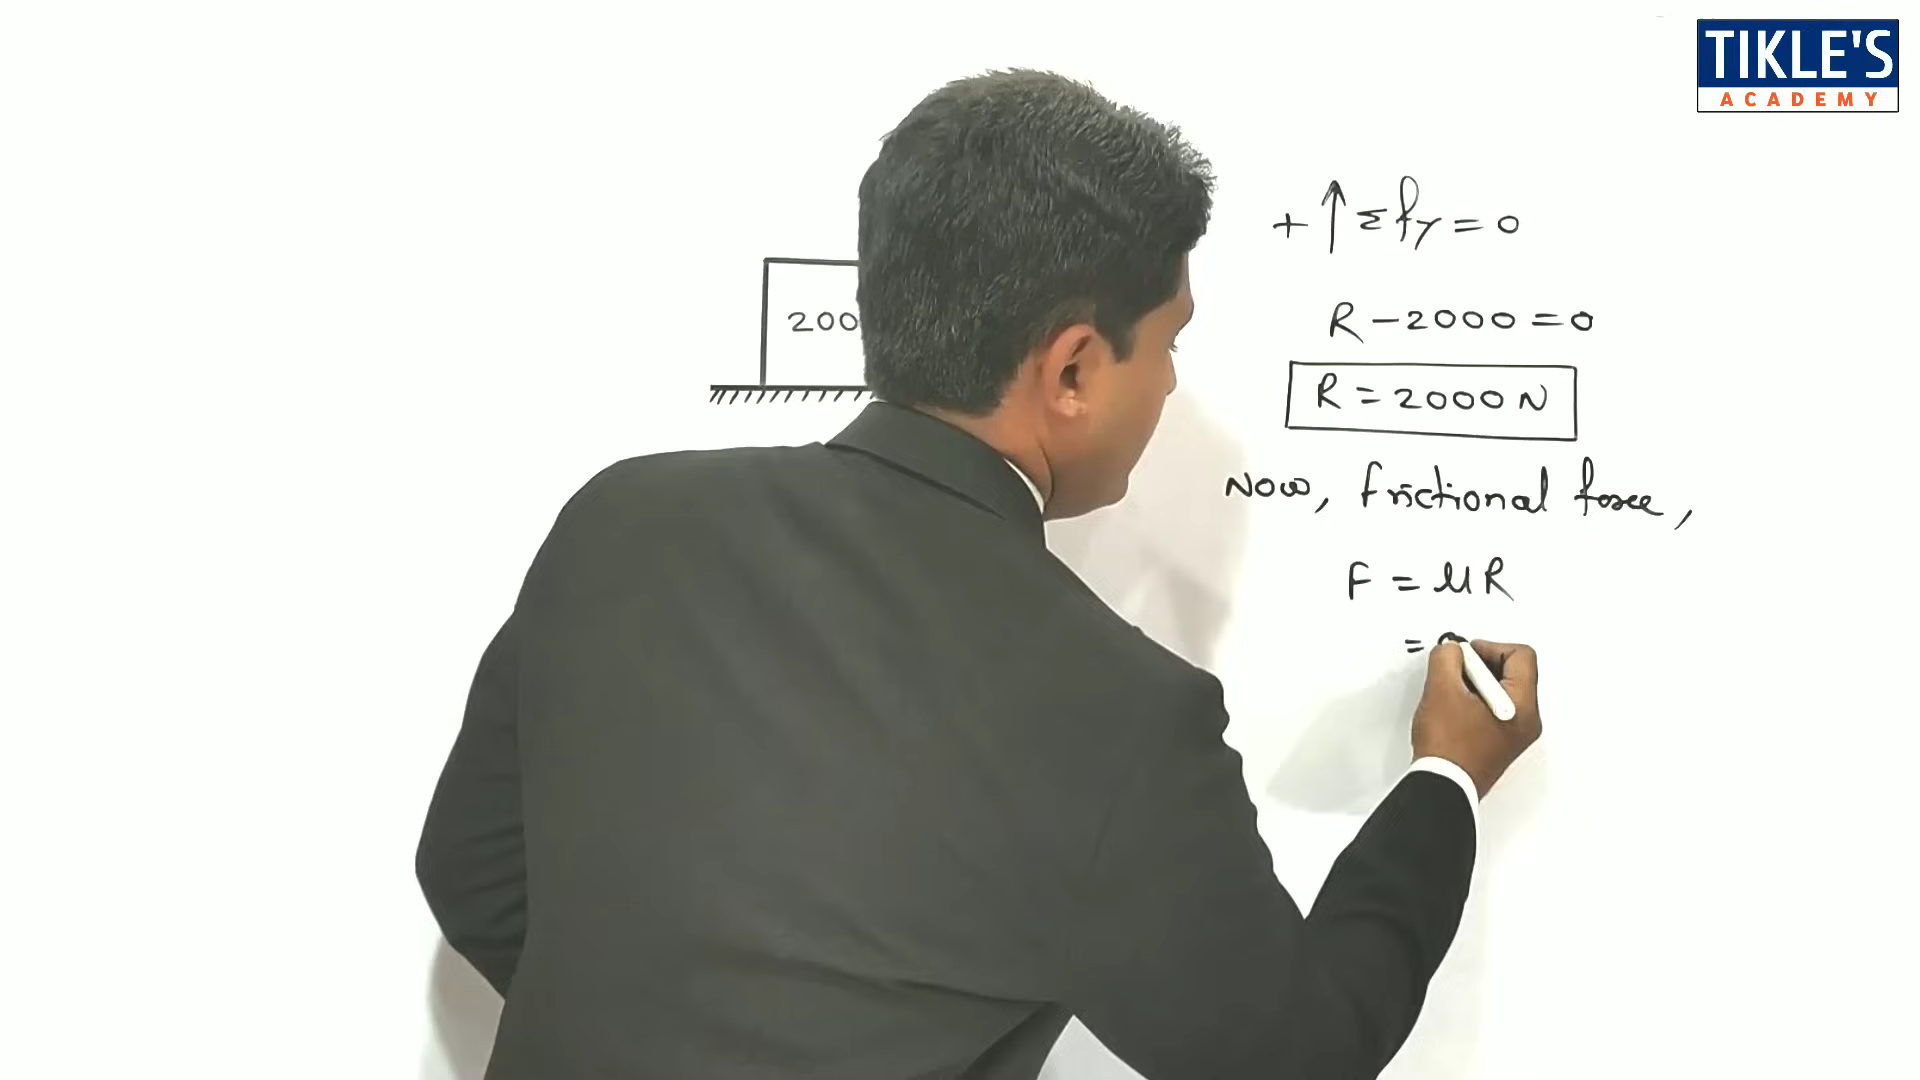 TIKLE'S
ACADEMY
+ ↑ Σfy = 0
200
R - 2000 = 0
R = 2000 N
Now, frictional force,
F = μR
=